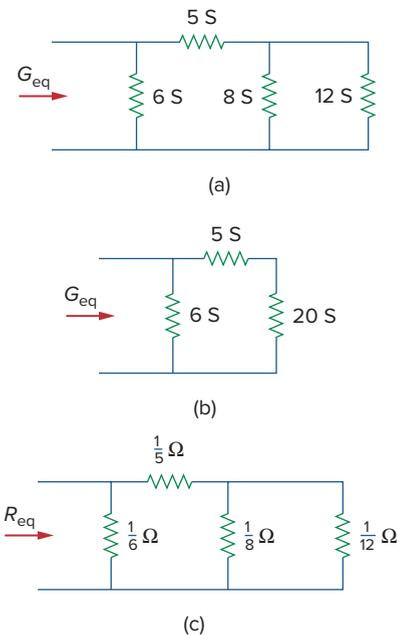 5 S
G_eq
6 S 8 S 12 S
(a)
5 S
G_eq
6 S 20 S
(b)
1/5 Ω
R_eq
1/6 Ω 1/8 Ω 1/12 Ω
(c)